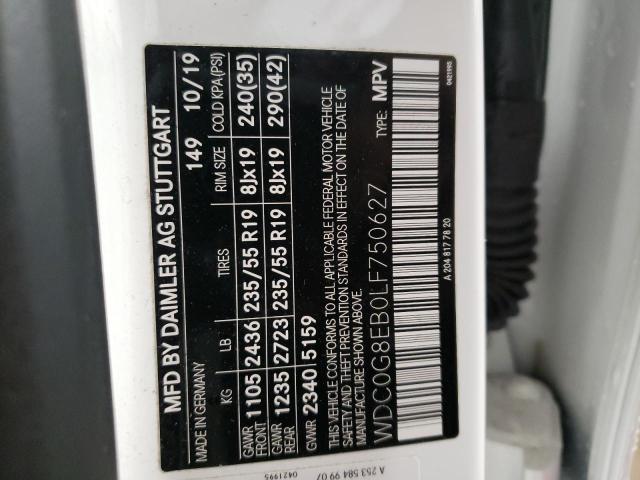 MFD BY DAIMLER AG STUTTGART
MADE IN GERMANY 149 10/19
KG LB TIRES RIM SIZE COLD KPA(PSI)
GAWR FRONT 1105 2436 235/55 R19 8Jx19 240(35)
GAWR REAR 1235 2723 235/55 R19 8Jx19 290(42)
GVWR 2340 5159
THIS VEHICLE CONFORMS TO ALL APPLICABLE FEDERAL MOTOR VEHICLE
THEFT PREVENTION STANDARDS IN EFFECT ON THE DATE OF
MANUFACTURE SHOWN ABOVE.
WDC0G8EB0LF750627 TYPE: MPV
A 204 817 78 20 0421995
A 253 584 99 07
0421995